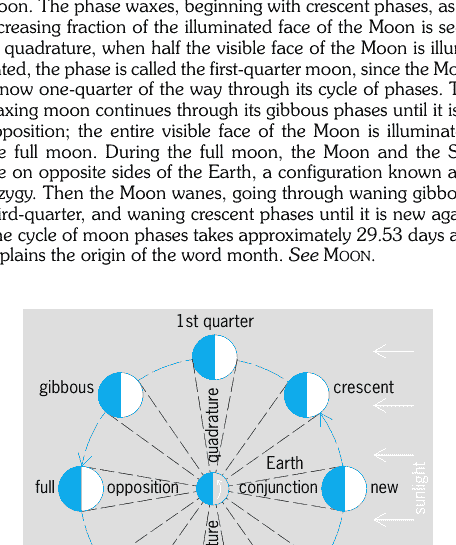 oon. The phase waxes, beginning with crescent phases, as
creasing fraction of the illuminated face of the Moon is se
quadrature, when half the visible face of the Moon is illum
ted, the phase is called the first-quarter moon, since the Mo
now one-quarter of the way through its cycle of phases. T
axing moon continues through its gibbous phases until it is
pposition; the entire visible face of the Moon is illuminat
e full moon. During the full moon, the Moon and the S
e on opposite sides of the Earth, a configuration known a
zygy. Then the Moon wanes, going through waning gibbo
ird-quarter, and waning crescent phases until it is new aga
ne cycle of moon phases takes approximately 29.53 days a
plains the origin of the word month. See MOON.
1st quarter
gibbous
crescent
quadrature
Earth
full
opposition
conjunction
new
sunlight
ture